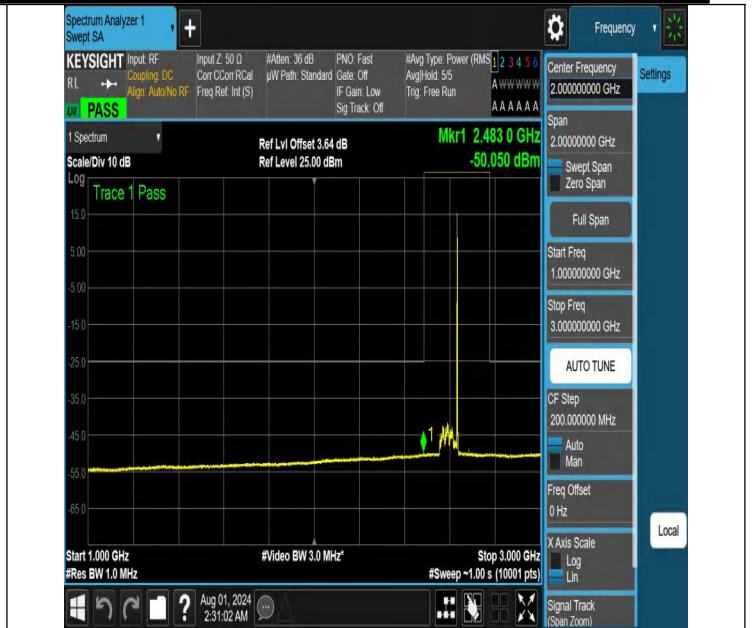 Spectrum Analyzer 1
Swept SA
+
Frequency
KEYSIGHT
RL
PASS
Input: RF
Coupling: DC
Align: Auto/No RF
Input Z: 50 Ω
Corr CCorr RCal
Freq Ref: Int (S)
#Atten: 36 dB
µW Path: Standard
PNO: Fast
Gate: Off
IF Gain: Low
Sig Track: Off
#Avg Type: Power (RMS
Avg|Hold: 5/5
Trig: Free Run
1 2 3 4 5 6
A W W W W W
A A A A A A
1 Spectrum
Scale/Div 10 dB
Ref Lvl Offset 3.64 dB
Ref Level 25.00 dBm
Mkr1 2.483 0 GHz
-50.050 dBm
Log
Trace 1 Pass
15.0
5.00
-5.00
-15.0
-25.0
-35.0
-45.0
-55.0
-65.0
1
Start 1.000 GHz
#Res BW 1.0 MHz
#Video BW 3.0 MHz*
Stop 3.000 GHz
#Sweep ~1.00 s (10001 pts)
Center Frequency
2.000000000 GHz
Span
2.00000000 GHz
Swept Span
Zero Span
Full Span
Start Freq
1.000000000 GHz
Stop Freq
3.000000000 GHz
AUTO TUNE
CF Step
200.000000 MHz
Auto
Man
Freq Offset
0 Hz
X Axis Scale
Log
Lin
Signal Track
(Span Zoom)
Settings
Local
?
Aug 01, 2024
2:31:02 AM